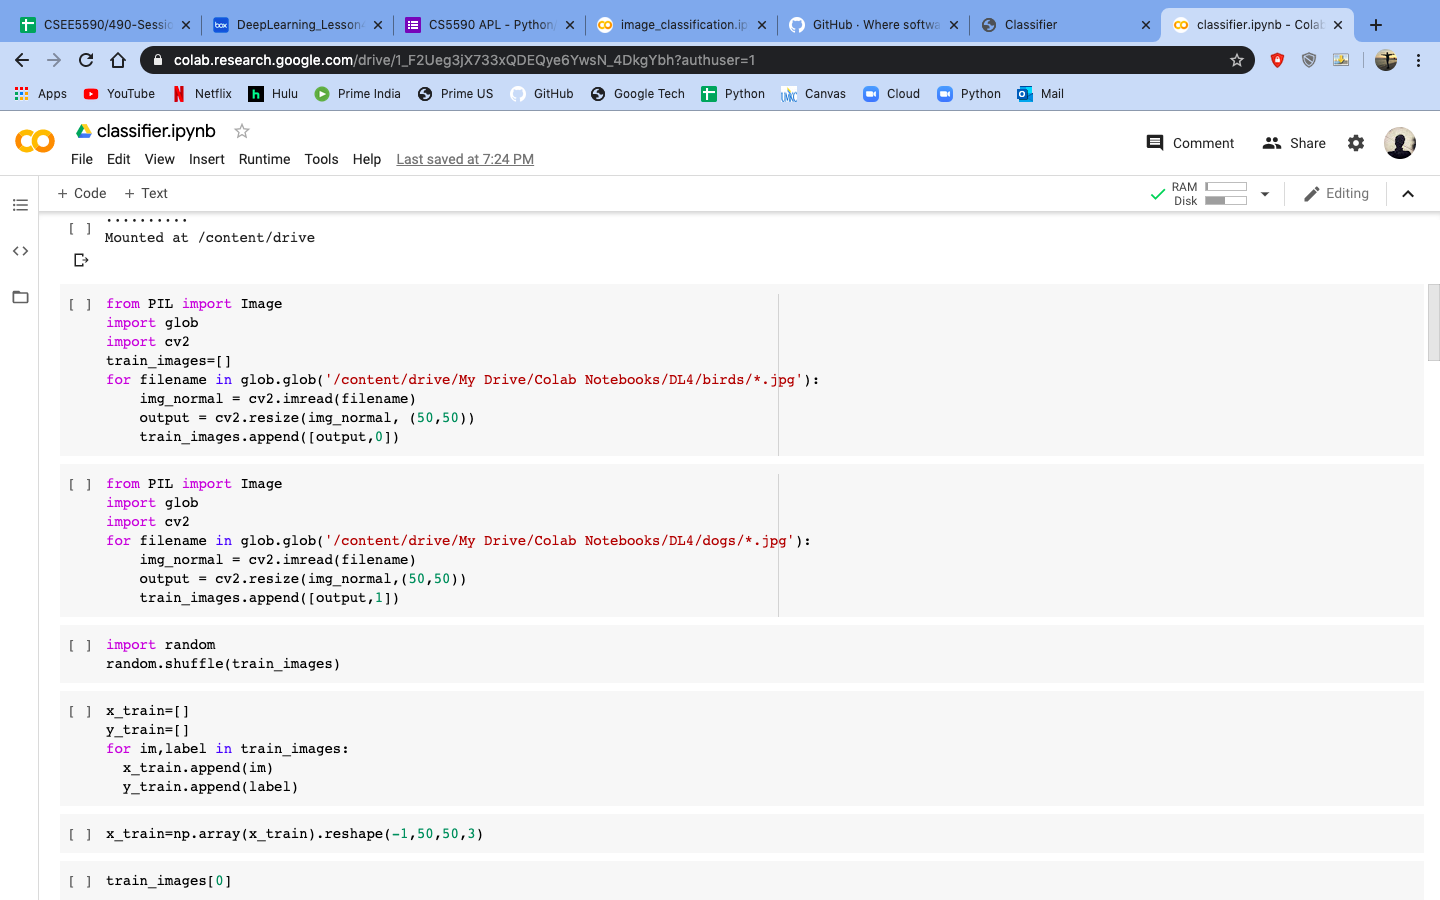 CSEE5590/490-Sessi
DeepLearning_Lesson
CS5590 APL - Python
image_classification.ip
GitHub · Where softwa
Classifier
classifier.ipynb - Colab
colab.research.google.com/drive/1_F2Ueg3jX733xQDEQye6YwsN_4DkgYbh?authuser=1
Apps YouTube Netflix Hulu Prime India Prime US GitHub Google Tech Python Canvas Cloud Python Mail
classifier.ipynb
File Edit View Insert Runtime Tools Help Last saved at 7:24 PM
Comment Share
+ Code + Text
RAM
Disk
Editing
..........
[ ] Mounted at /content/drive
[ ] from PIL import Image
import glob
import cv2
train_images=[]
for filename in glob.glob('/content/drive/My Drive/Colab Notebooks/DL4/birds/*.jpg'):
    img_normal = cv2.imread(filename)
    output = cv2.resize(img_normal, (50,50))
    train_images.append([output,0])
[ ] from PIL import Image
import glob
import cv2
for filename in glob.glob('/content/drive/My Drive/Colab Notebooks/DL4/dogs/*.jpg'):
    img_normal = cv2.imread(filename)
    output = cv2.resize(img_normal,(50,50))
    train_images.append([output,1])
[ ] import random
random.shuffle(train_images)
[ ] x_train=[]
y_train=[]
for im,label in train_images:
  x_train.append(im)
  y_train.append(label)
[ ] x_train=np.array(x_train).reshape(-1,50,50,3)
[ ] train_images[0]